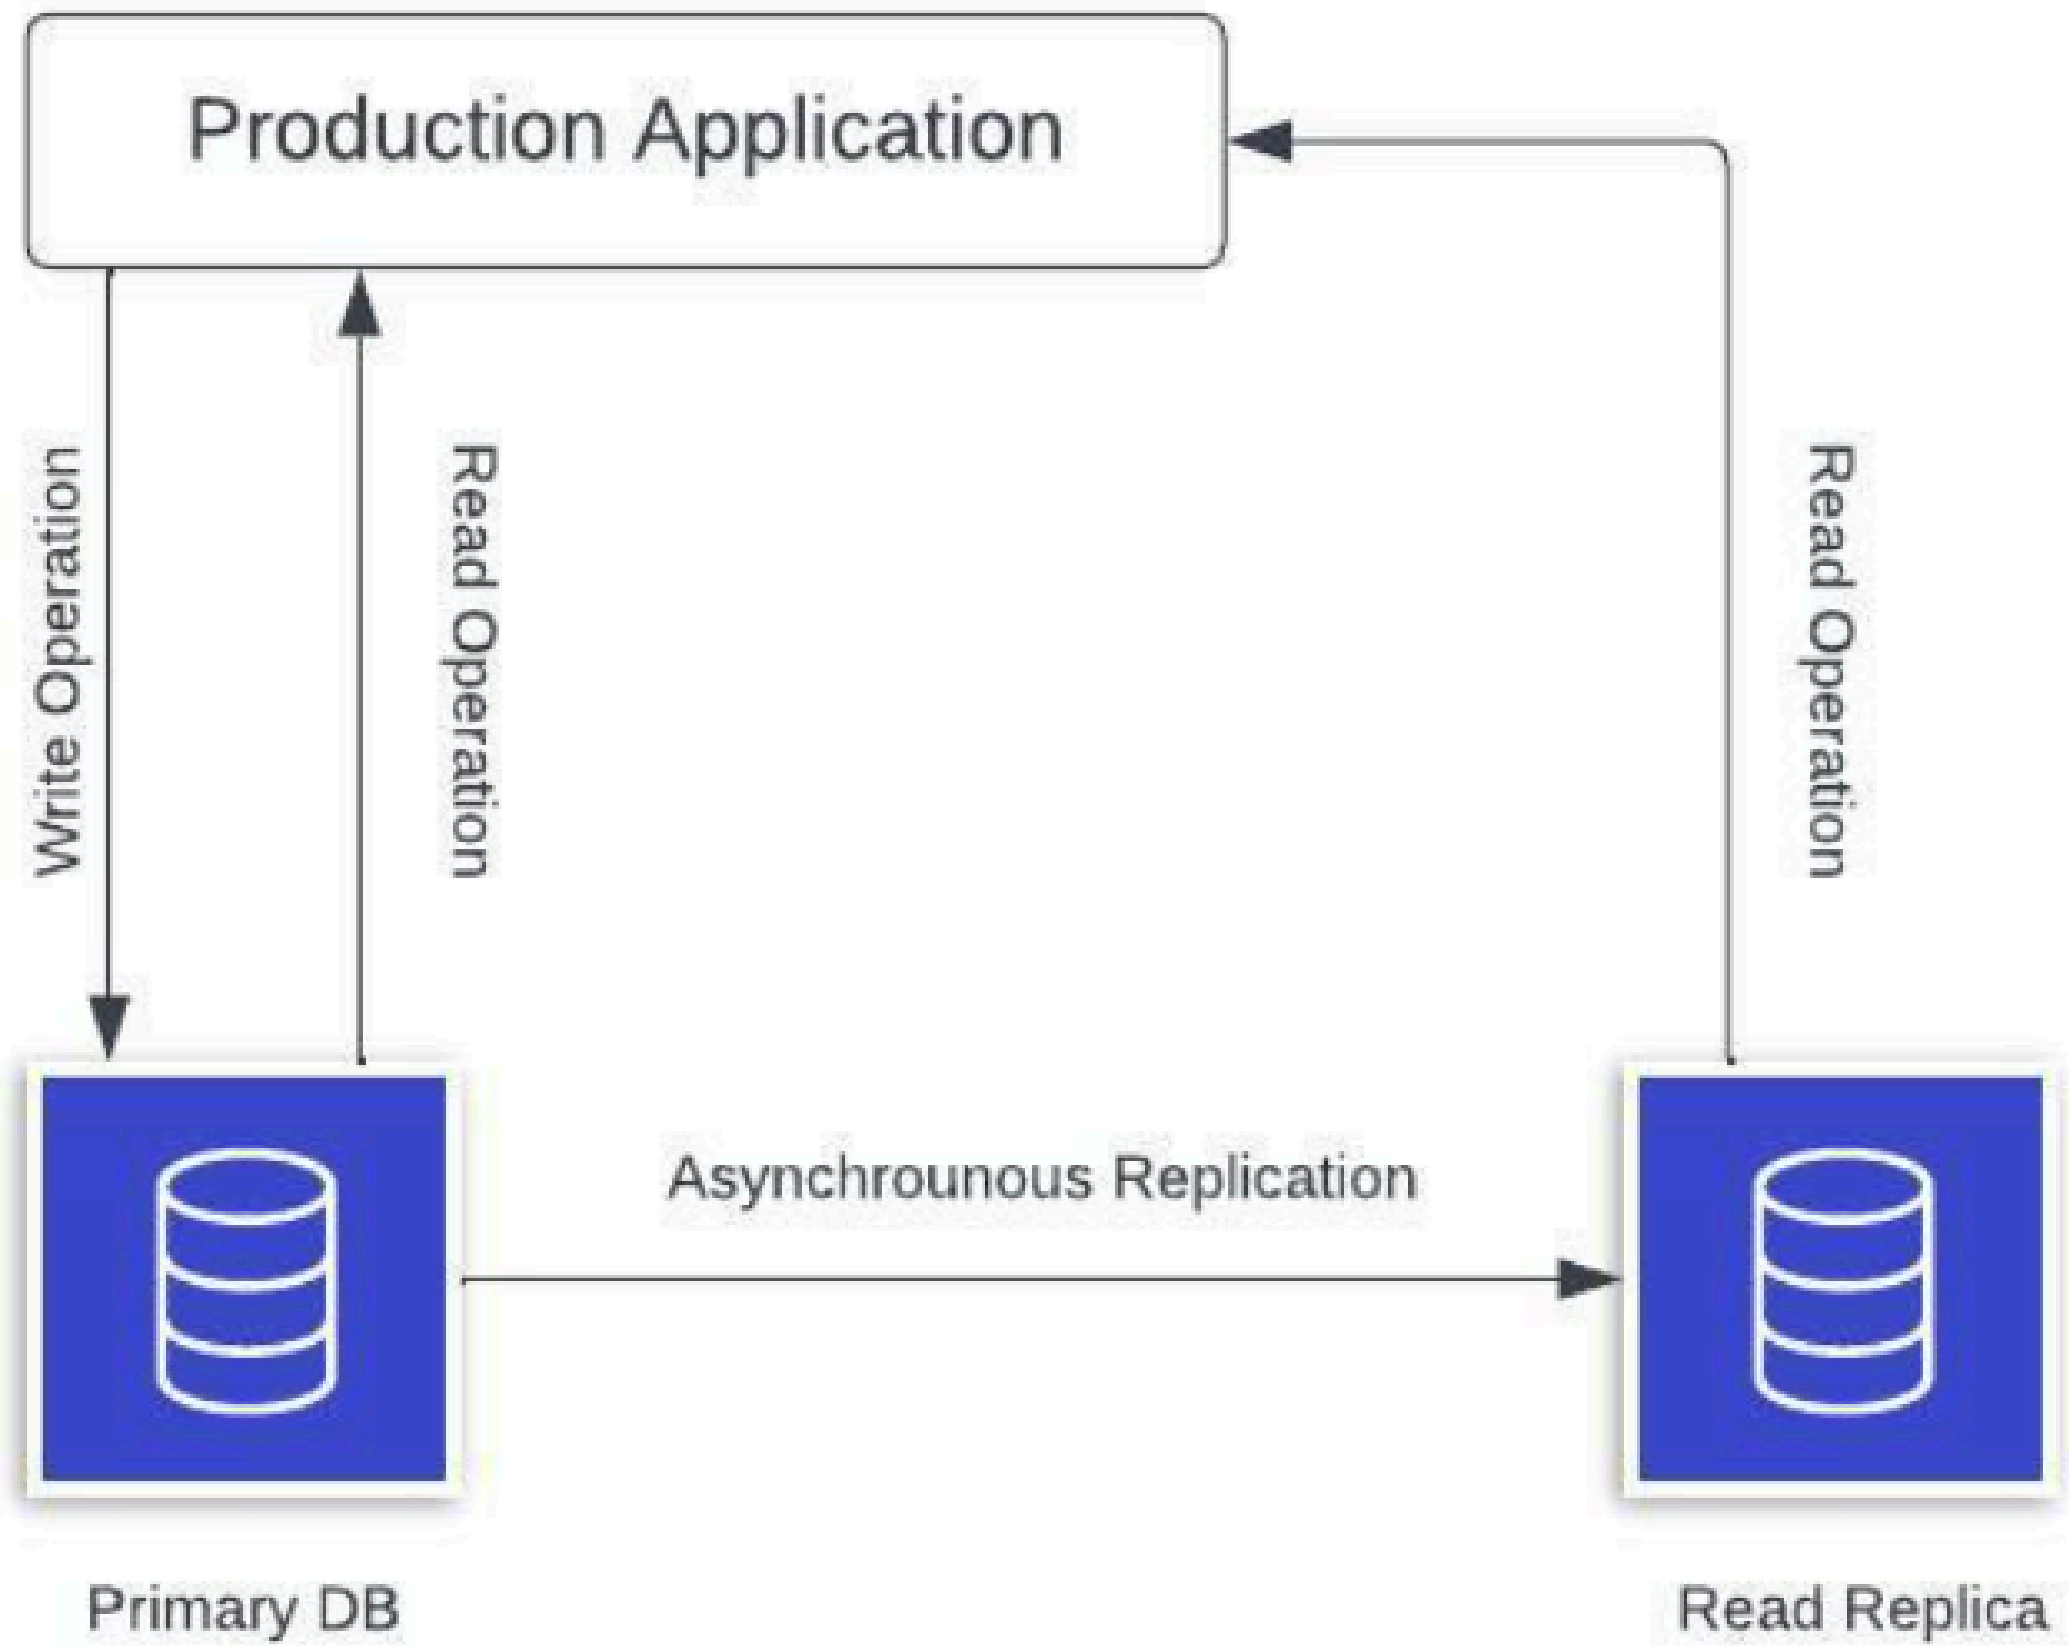 Production Application
Write Operation
Read Operation
Read Operation
Asynchrounous Replication
Primary DB
Read Replica